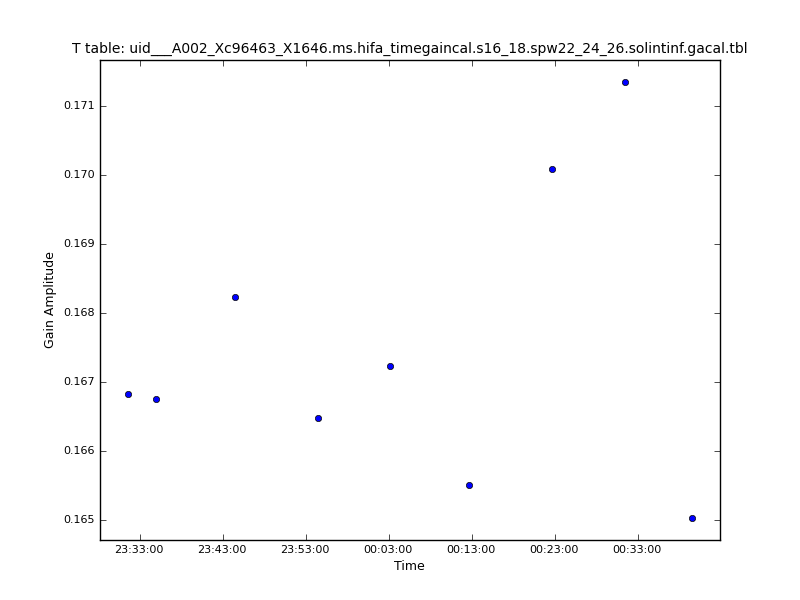 T table: uid___A002_Xc96463_X1646.ms.hifa_timegaincal.s16_18.spw22_24_26.solintinf.gacal.tbl
0.171
0.170
0.169
0.168
0.167
0.166
0.165
Gain Amplitude
23:33:00 23:43:00 23:53:00 00:03:00 00:13:00 00:23:00 00:33:00
Time